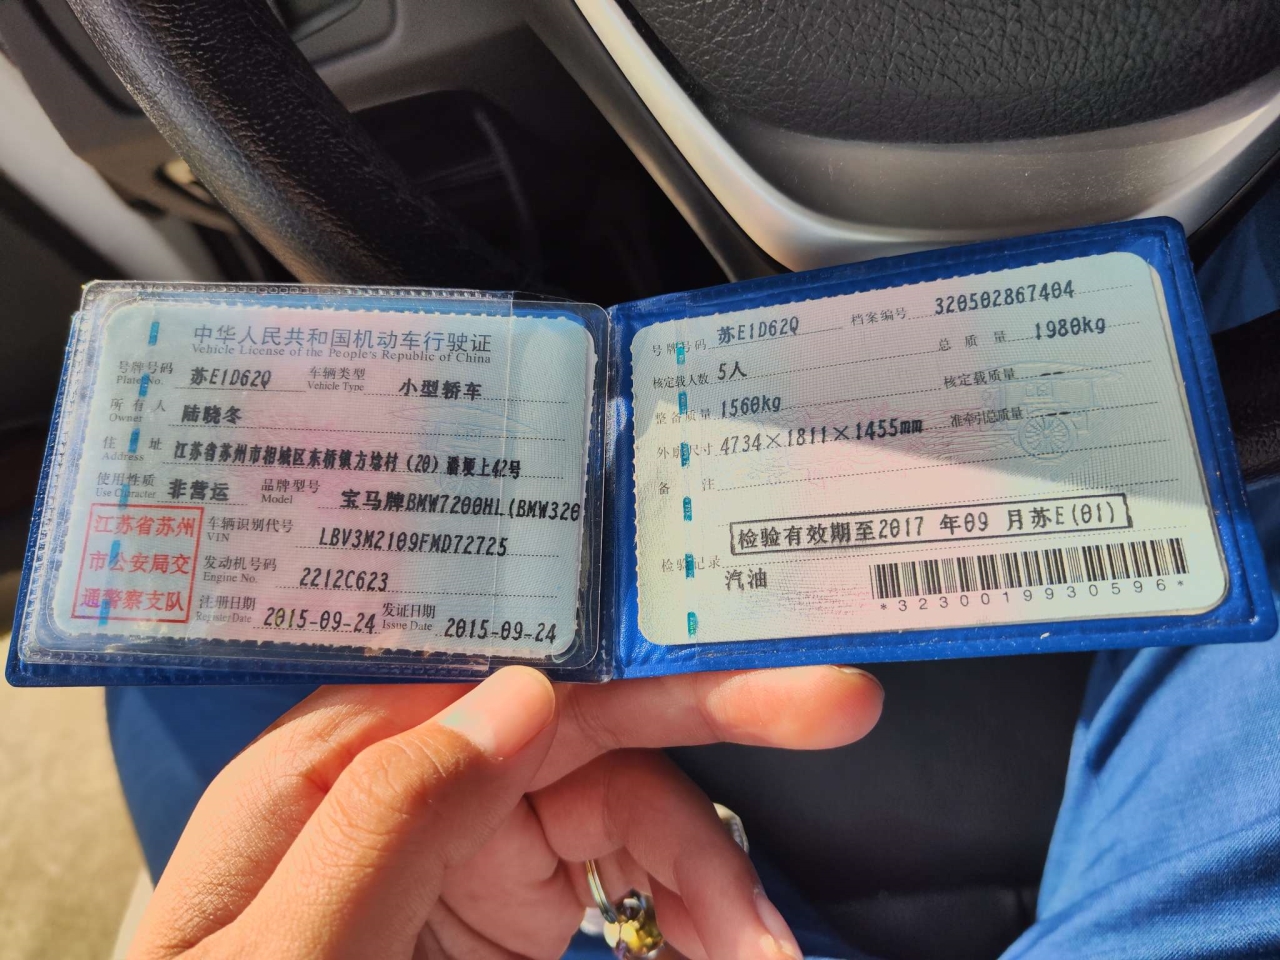 中华人民共和国机动车行驶证
Vehicle License of the People's Republic of China
号牌号码 苏E1D62Q 车辆类型 小型轿车
Plate No. Vehicle Type
所有人 陆晓冬
Owner
住址 江苏省苏州市相城区东桥镇方埝村(20)潘埂上42号
Address
使用性质 非营运 品牌型号 宝马牌BMW7200HL(BMW320
Use Character Model
江苏省苏州
市公安局交
通警察支队
车辆识别代号 LBV3M2109FMD72725
VIN
发动机号码 2212C623
Engine No.
注册日期 2015-09-24 发证日期 2015-09-24
Register Date Issue Date
号牌号码 苏E1D62Q 档案编号 320502867404
核定载人数 5人 总质量 1980kg
整备质量 1560kg 核定载质量 --
外廓尺寸 4734×1811×1455mm 准牵引总质量 --
备注
检验有效期至2017 年09 月苏E(01)
检验记录
汽油
*3230019930596*